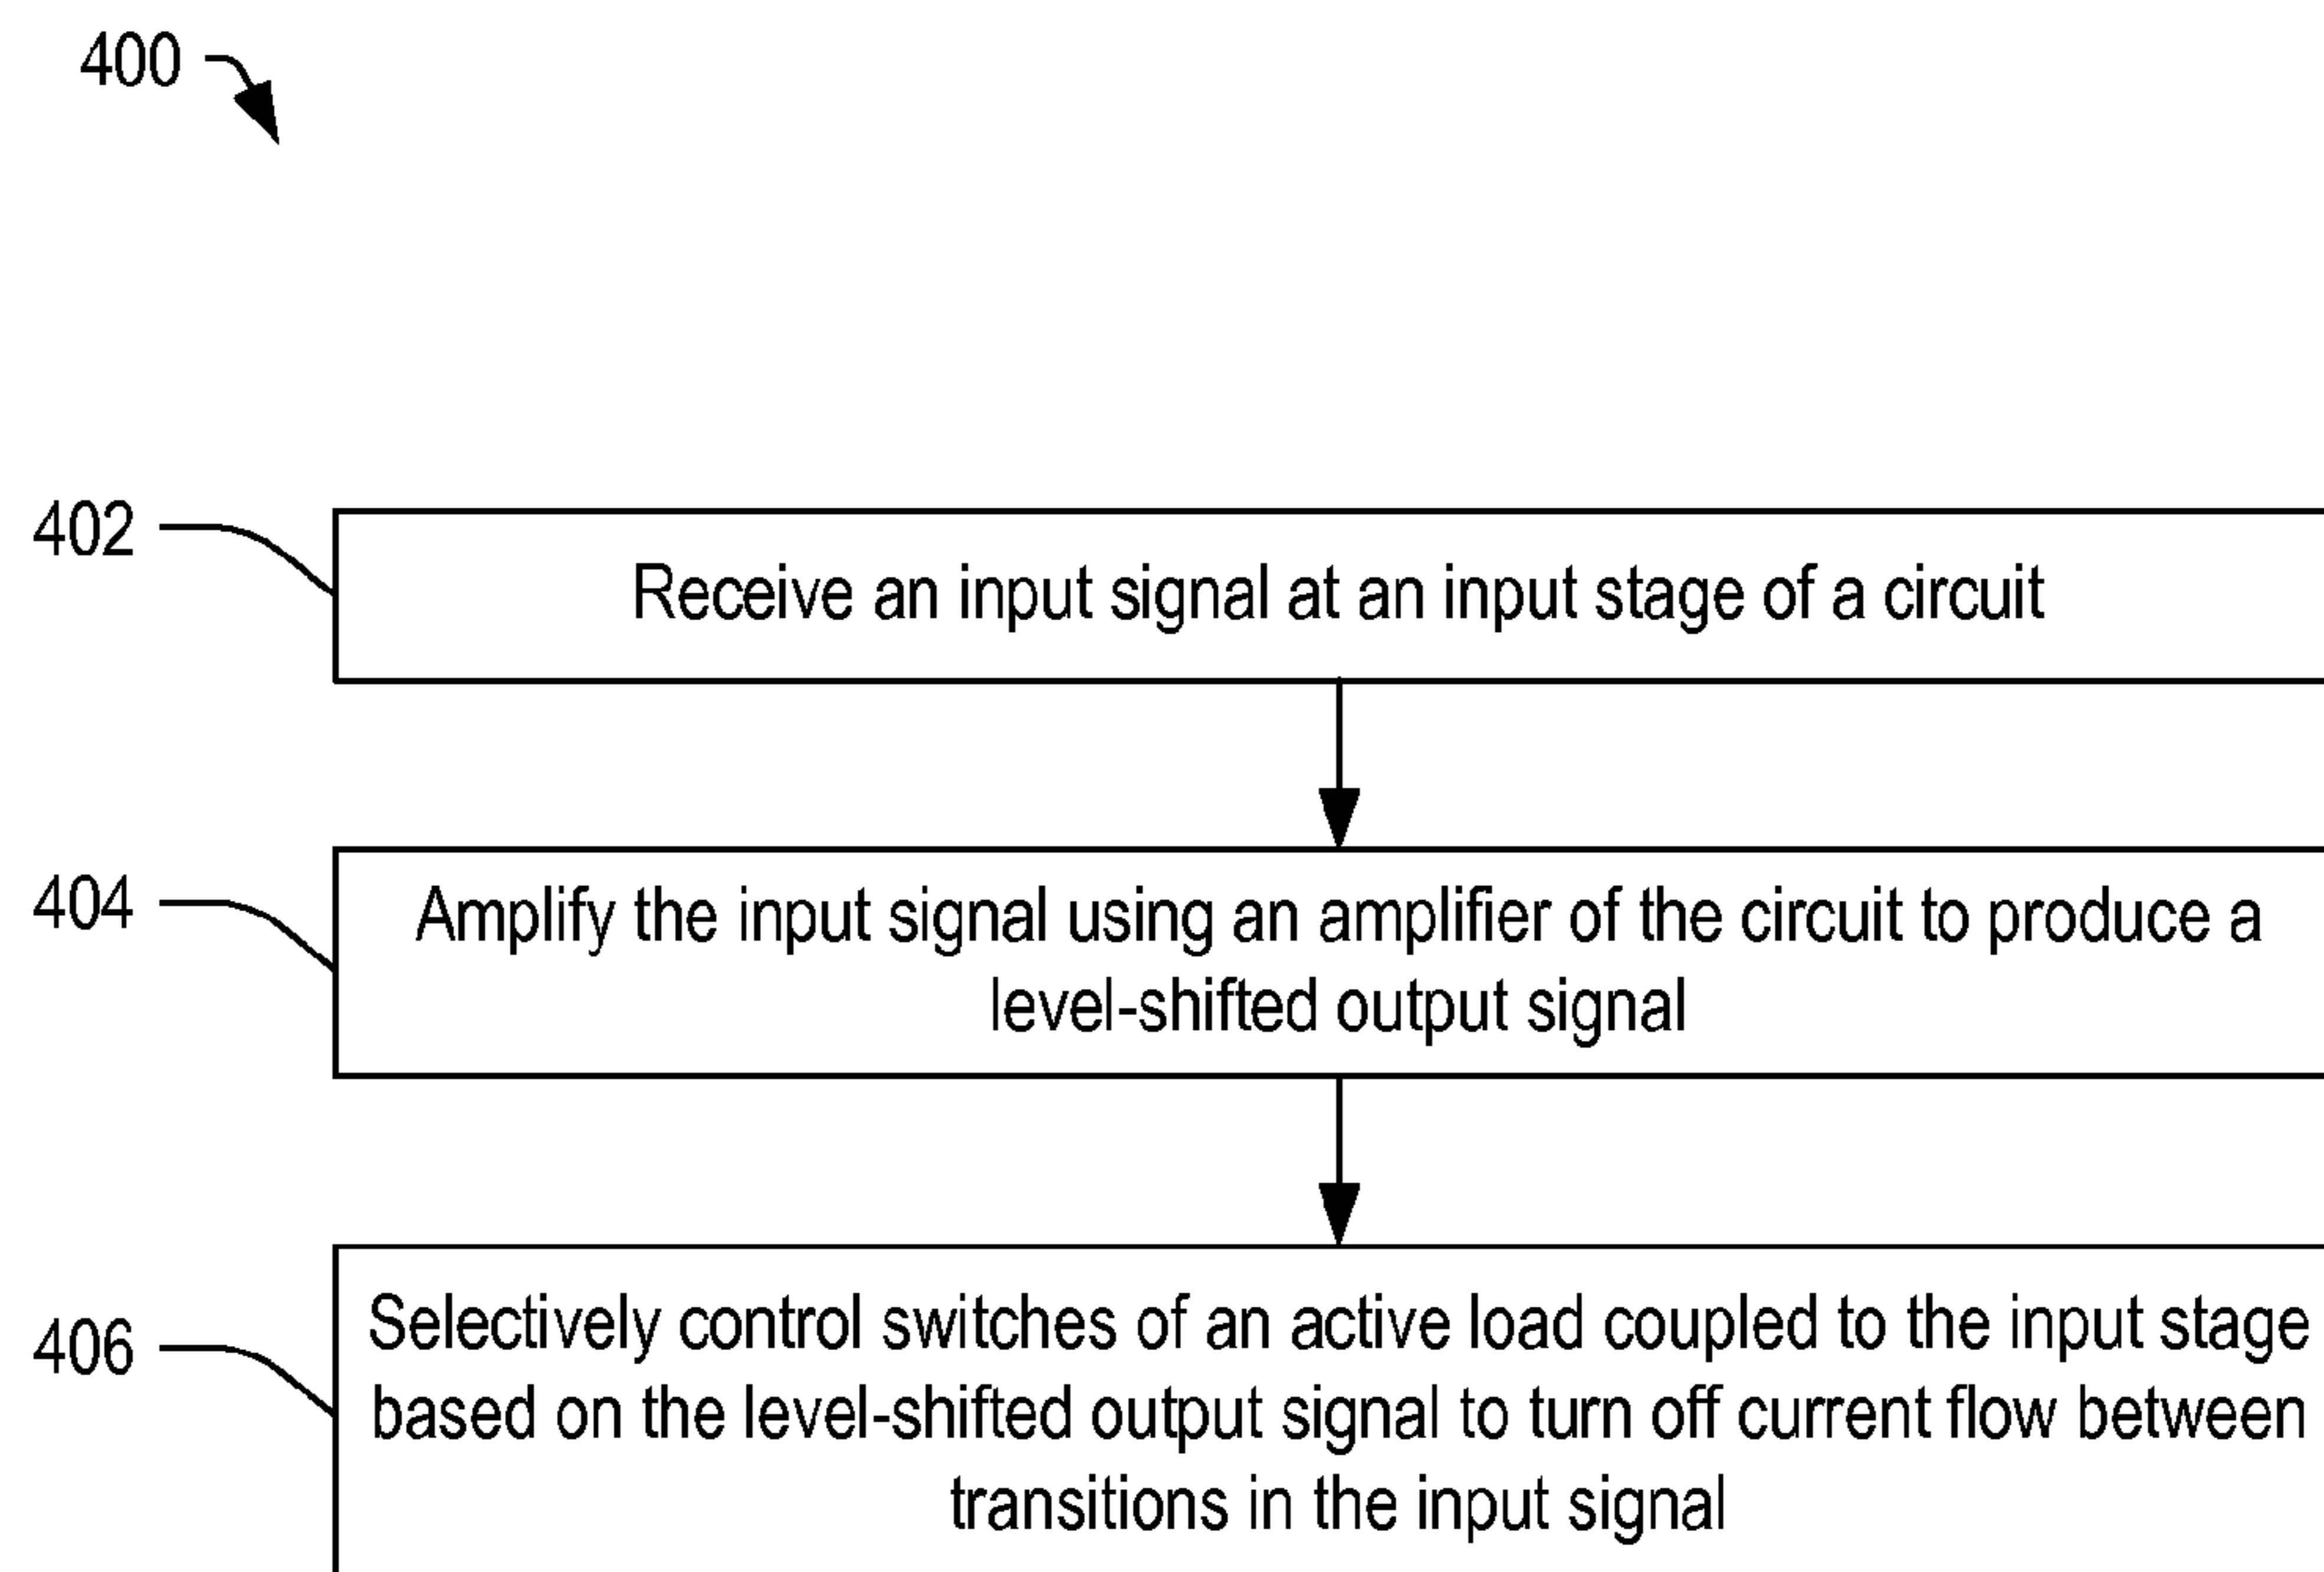 400
402
Receive an input signal at an input stage of a circuit
404
Amplify the input signal using an amplifier of the circuit to produce a
level-shifted output signal
406
Selectively control switches of an active load coupled to the input stage
based on the level-shifted output signal to turn off current flow between
transitions in the input signal